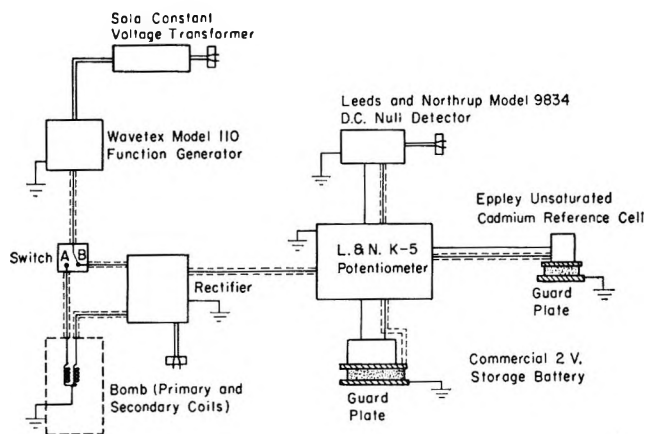 Sola Constant
Voltage Transformer
Leeds and Northrup Model 9834
D.C. Null Detector
Wavetex Model 110
Function Generator
Eppley Unsaturated
Cadmium Reference Cell
L.&N. K-5
Potentiometer
Switch
A B
Rectifier
Guard
Plate
Commercial 2 V.
Storage Battery
Bomb (Primary and
Secondary Coils)
Guard
Plate